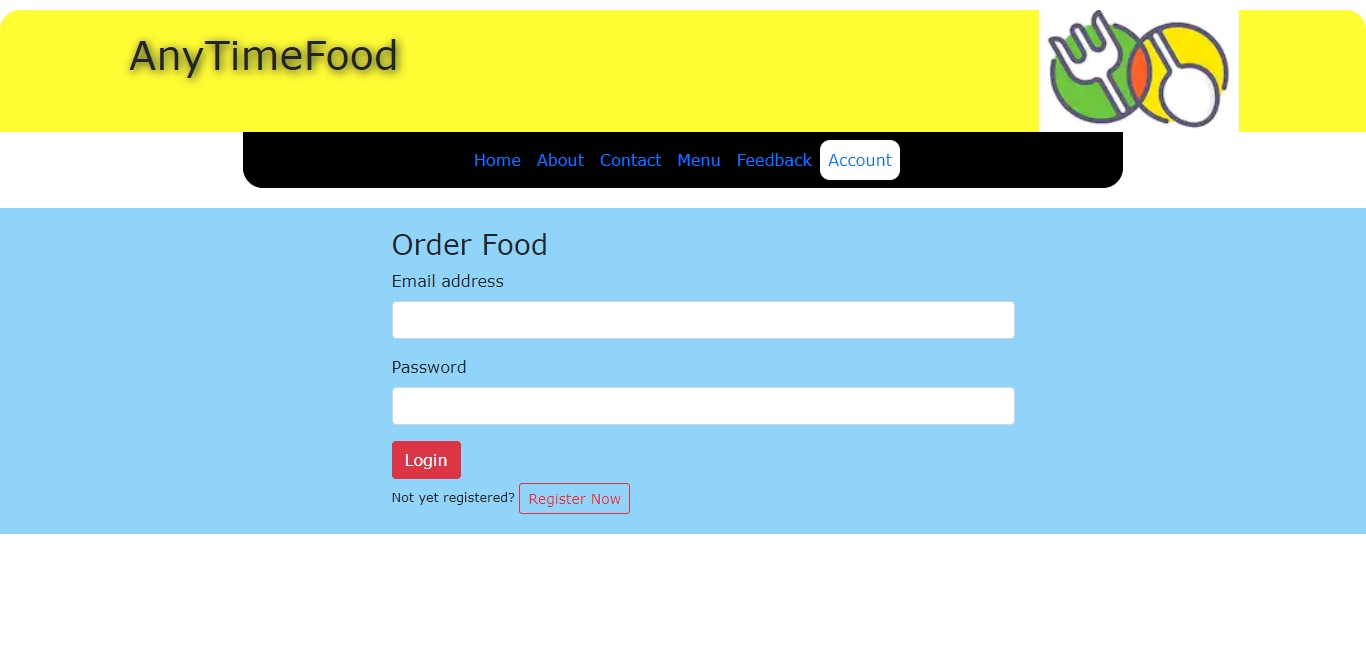 AnyTimeFood
Home About Contact Menu Feedback Account
Order Food
Email address
Password
Login
Not yet registered? Register Now